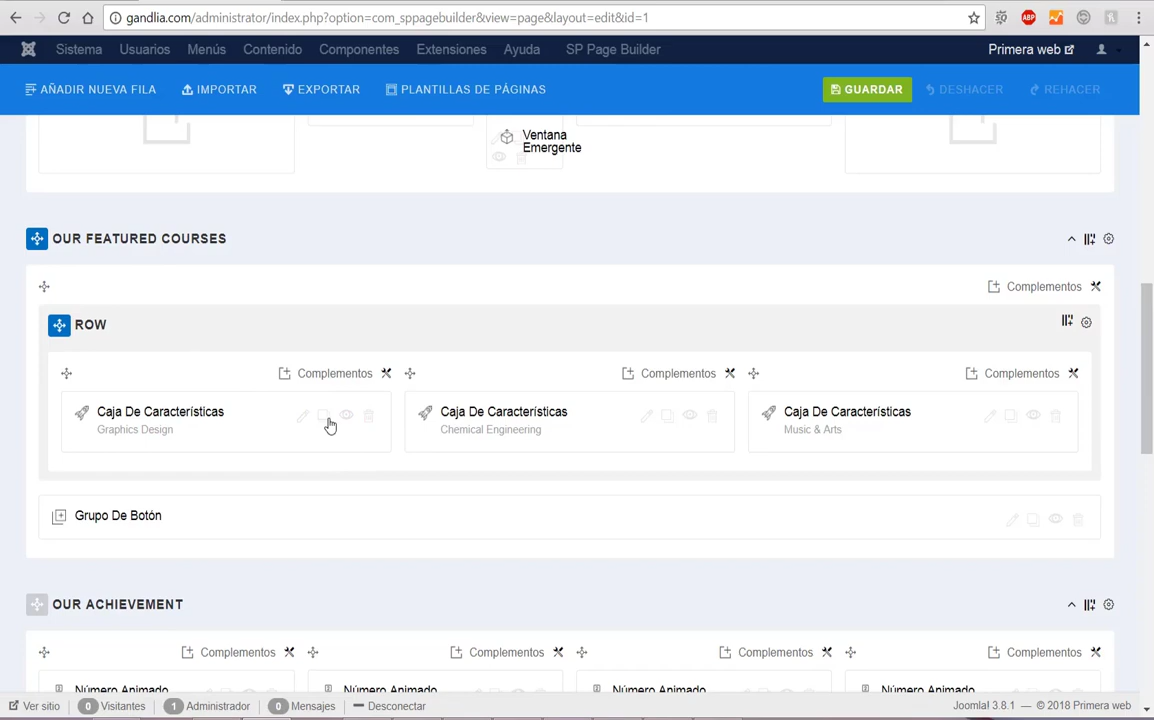 gandlia.com/administrator/index.php?option=com_sppagebuilder&view=page&layout=edit&id=1
ABP
Sistema Usuarios Menús Contenido Componentes Extensiones Ayuda SP Page Builder Primera web
AÑADIR NUEVA FILA IMPORTAR EXPORTAR PLANTILLAS DE PÁGINAS GUARDAR DESHACER REHACER
Ventana
Emergente
OUR FEATURED COURSES
Complementos
ROW
Complementos Complementos Complementos
Caja De Características Caja De Características Caja De Características
Graphics Design Chemical Engineering Music & Arts
Grupo De Botón
OUR ACHIEVEMENT
Complementos Complementos Complementos Complementos
Número Animado Número Animado Número Animado Número Animado
Ver sitio 0 Visitantes 1 Administrador 0 Mensajes Desconectar Joomla! 3.8.1 — © 2018 Primera web